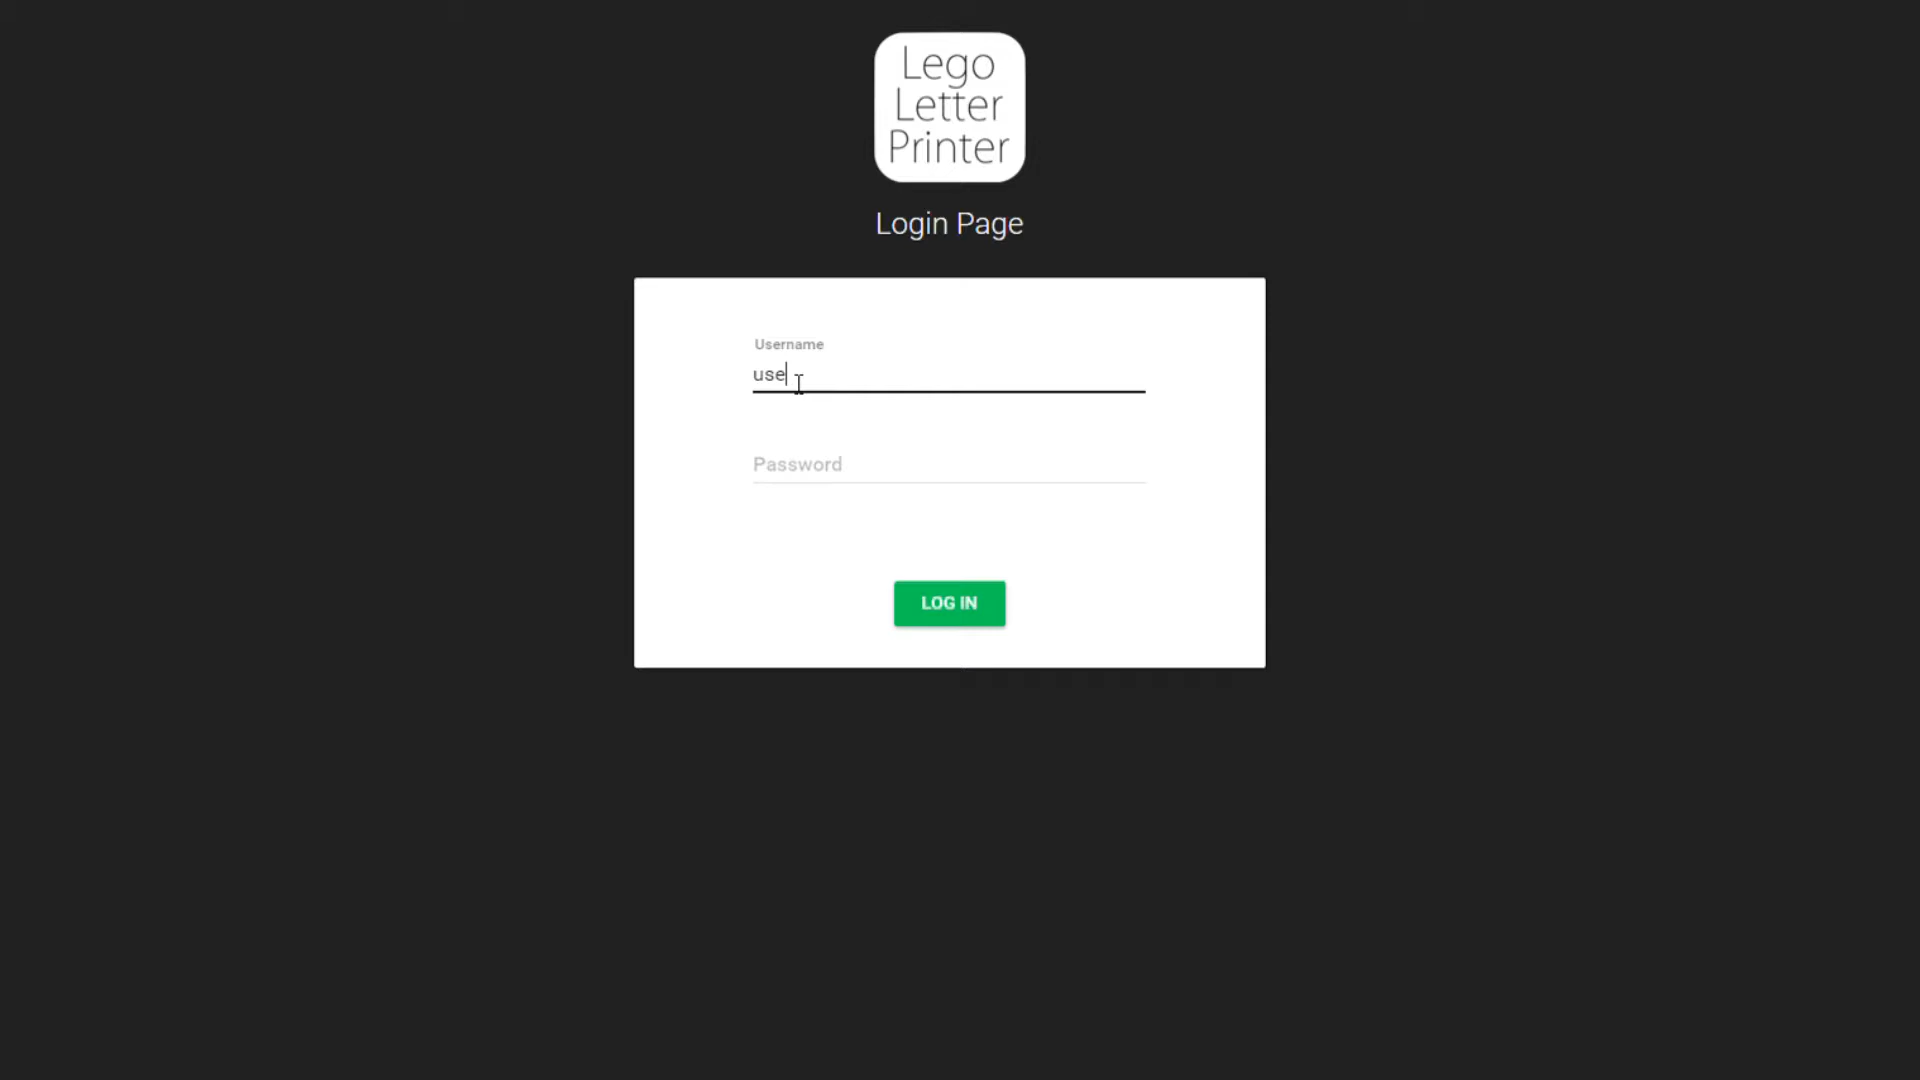 Lego
Letter
Printer
Login Page
Username
use
Password
LOG IN